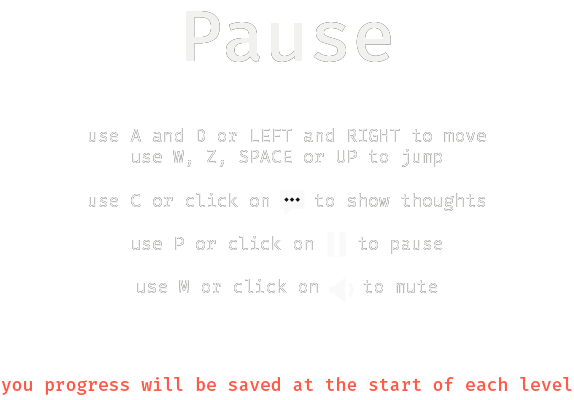 Pause
use A and D or LEFT and RIGHT to move
use W, Z, SPACE or UP to jump
use C or click on ... to show thoughts
use P or click on to pause
use M or click on to mute
you progress will be saved at the start of each level